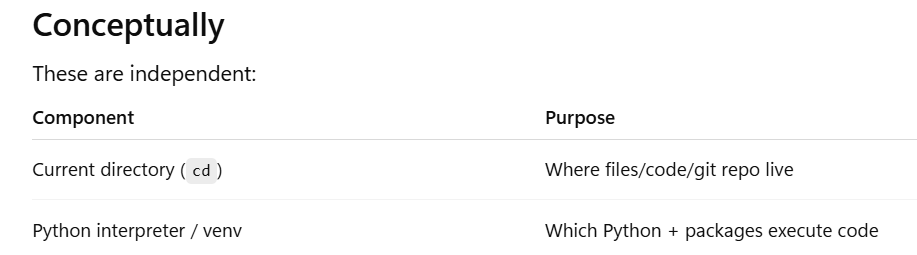 Conceptually
These are independent:
Component Purpose
Current directory (cd) Where files/code/git repo live
Python interpreter / venv Which Python + packages execute code